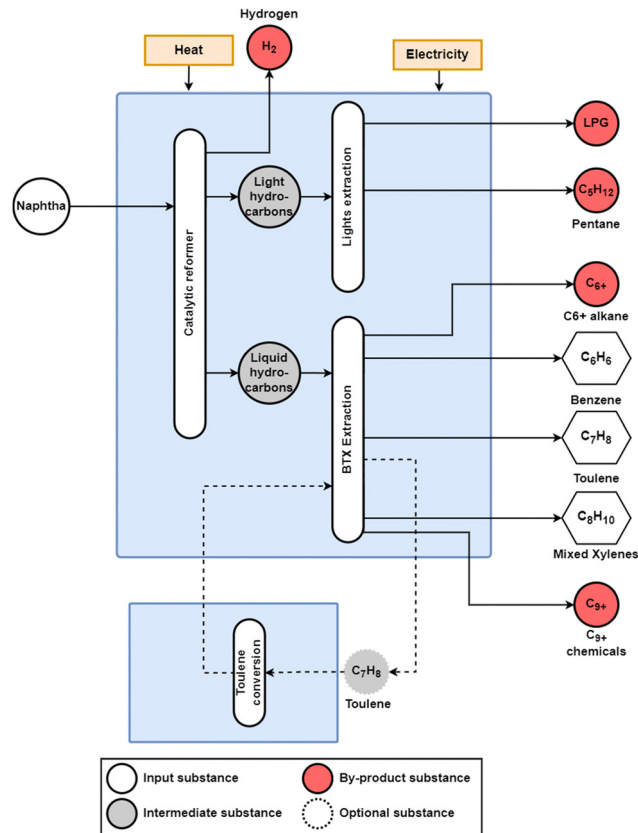 Hydrogen
Heat
H2
Electricity
LPG
Light
hydro-
carbons
Lights extraction
Naphtha
C5H12
Pentane
Catalytic reformer
C6+
C6+ alkane
Liquid
hydro-
carbons
BTX Extraction
C6H6
Benzene
C7H8
Toulene
C8H10
Mixed Xylenes
C9+
C9+
chemicals
Toulene
conversion
C7H8
Toulene
Input substance
By-product substance
Intermediate substance
Optional substance